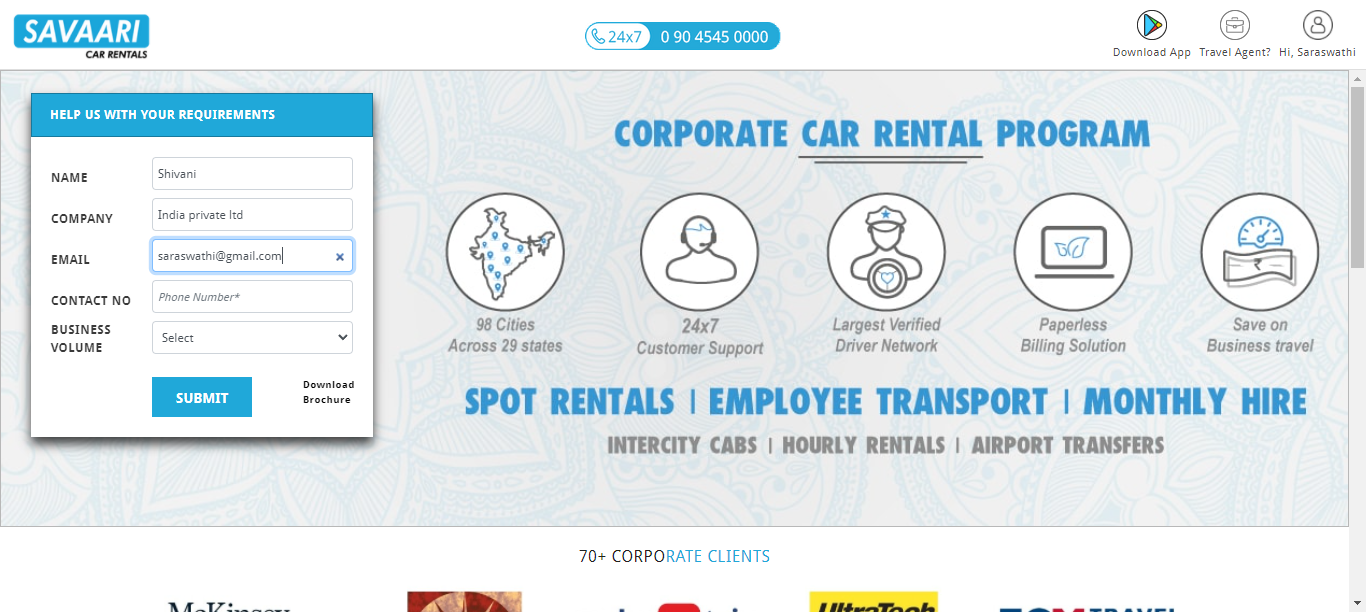 SAVAARI
CAR RENTALS
24x7 0 90 4545 0000
Download App Travel Agent? Hi, Saraswathi
HELP US WITH YOUR REQUIREMENTS
NAME Shivani
COMPANY India private ltd
EMAIL saraswathi@gmail.com ×
CONTACT NO Phone Number*
BUSINESS VOLUME Select
SUBMIT
Download
Brochure
CORPORATE CAR RENTAL PROGRAM
98 Cities
Across 29 states
24x7
Customer Support
Largest Verified
Driver Network
Paperless
Billing Solution
Save on
Business travel
SPOT RENTALS | EMPLOYEE TRANSPORT | MONTHLY HIRE
INTERCITY CABS | HOURLY RENTALS | AIRPORT TRANSFERS
70+ CORPORATE CLIENTS
McKinsey
UltraTech
TRAVEL